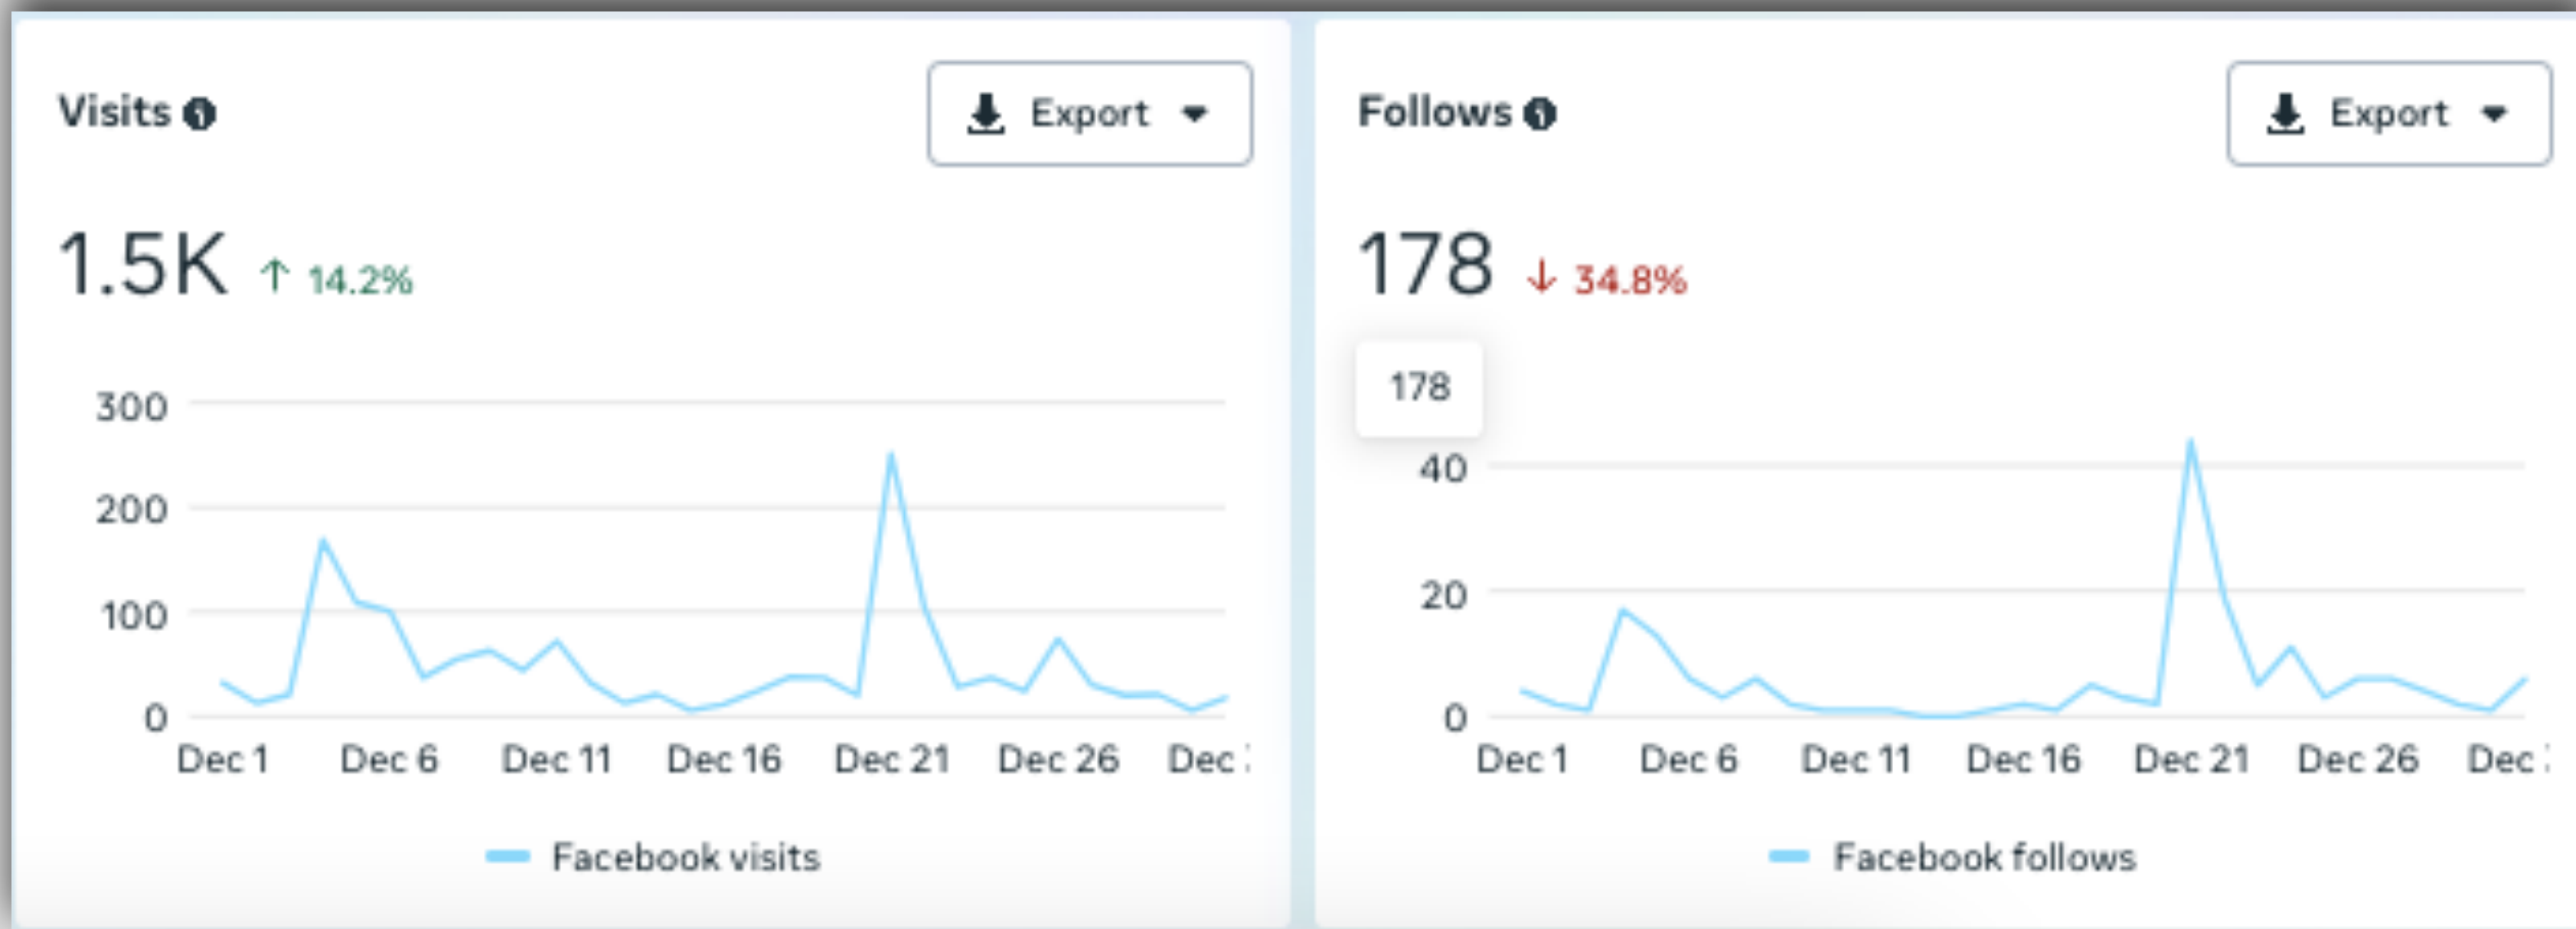 Visits
Export
1.5K ↑ 14.2%
300
200
100
0
Dec 1 Dec 6 Dec 11 Dec 16 Dec 21 Dec 26 Dec
Facebook visits
Follows
Export
178 ↓ 34.8%
178
40
20
0
Dec 1 Dec 6 Dec 11 Dec 16 Dec 21 Dec 26 Dec
Facebook follows